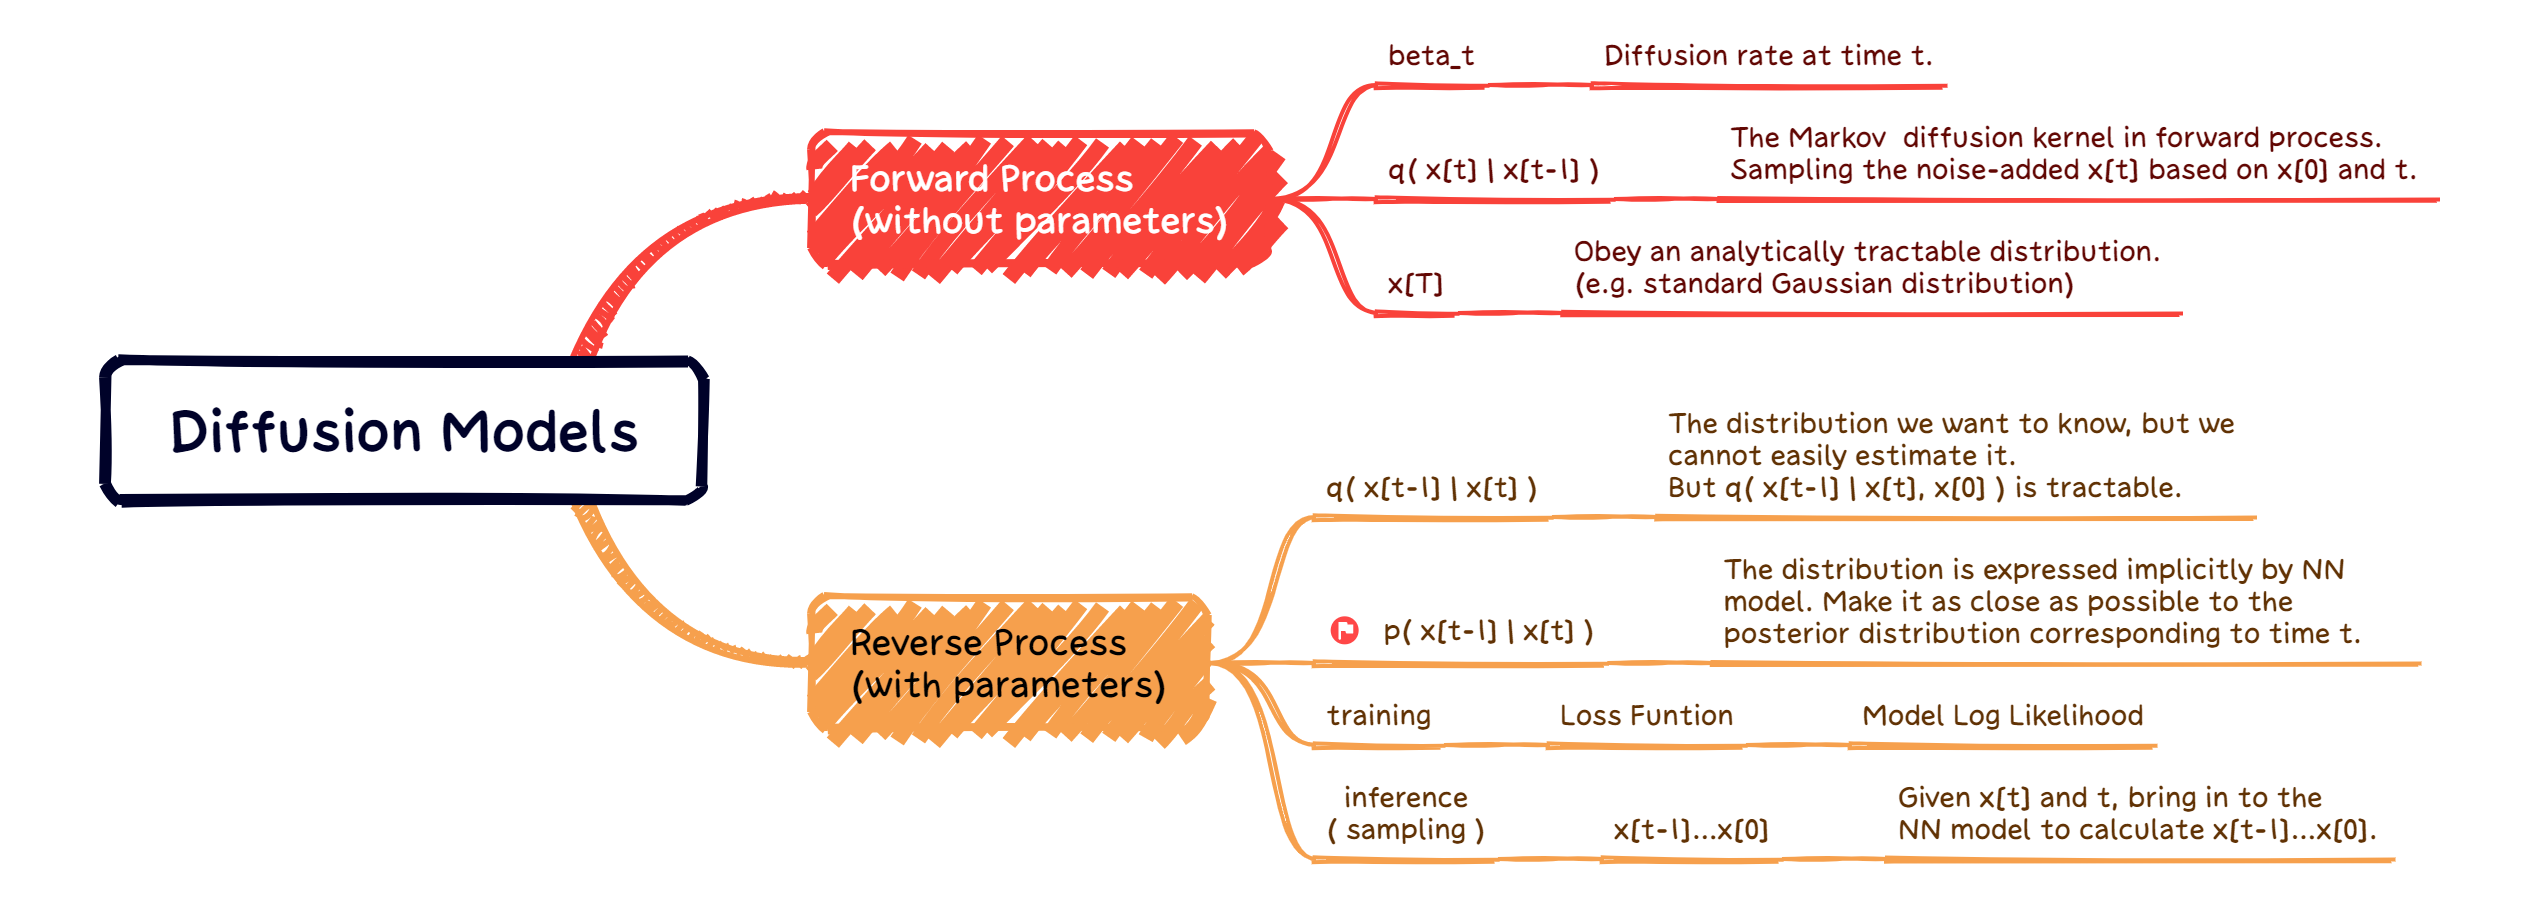 Diffusion Models
Forward Process
(without parameters)
beta_t
Diffusion rate at time t.
q( x[t] | x[t-1] )
The Markov  diffusion kernel in forward process.
Sampling the noise-added x[t] based on x[0] and t.
x[T]
Obey an analytically tractable distribution.
(e.g. standard Gaussian distribution)
Reverse Process
(with parameters)
q( x[t-1] | x[t] )
The distribution we want to know, but we
cannot easily estimate it.
But q( x[t-1] | x[t], x[0] ) is tractable.
p( x[t-1] | x[t] )
The distribution is expressed implicitly by NN
model. Make it as close as possible to the
posterior distribution corresponding to time t.
training
Loss Funtion
Model Log Likelihood
inference
( sampling )
x[t-1]...x[0]
Given x[t] and t, bring in to the
NN model to calculate x[t-1]...x[0].